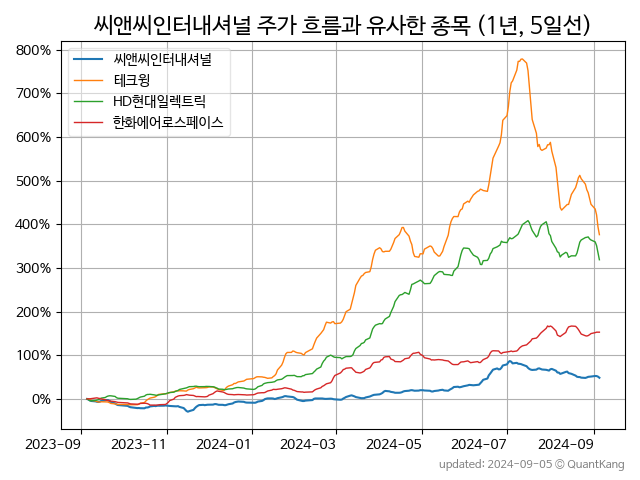 씨앤씨인터내셔널 주가 흐름과 유사한 종목 (1년, 5일선)
800%
700%
600%
500%
400%
300%
200%
100%
0%
씨앤씨인터내셔널
테크윙
HD현대일렉트릭
한화에어로스페이스
2023-09
2023-11
2024-01
2024-03
2024-05
2024-07
2024-09
updated: 2024-09-05 © QuantKang